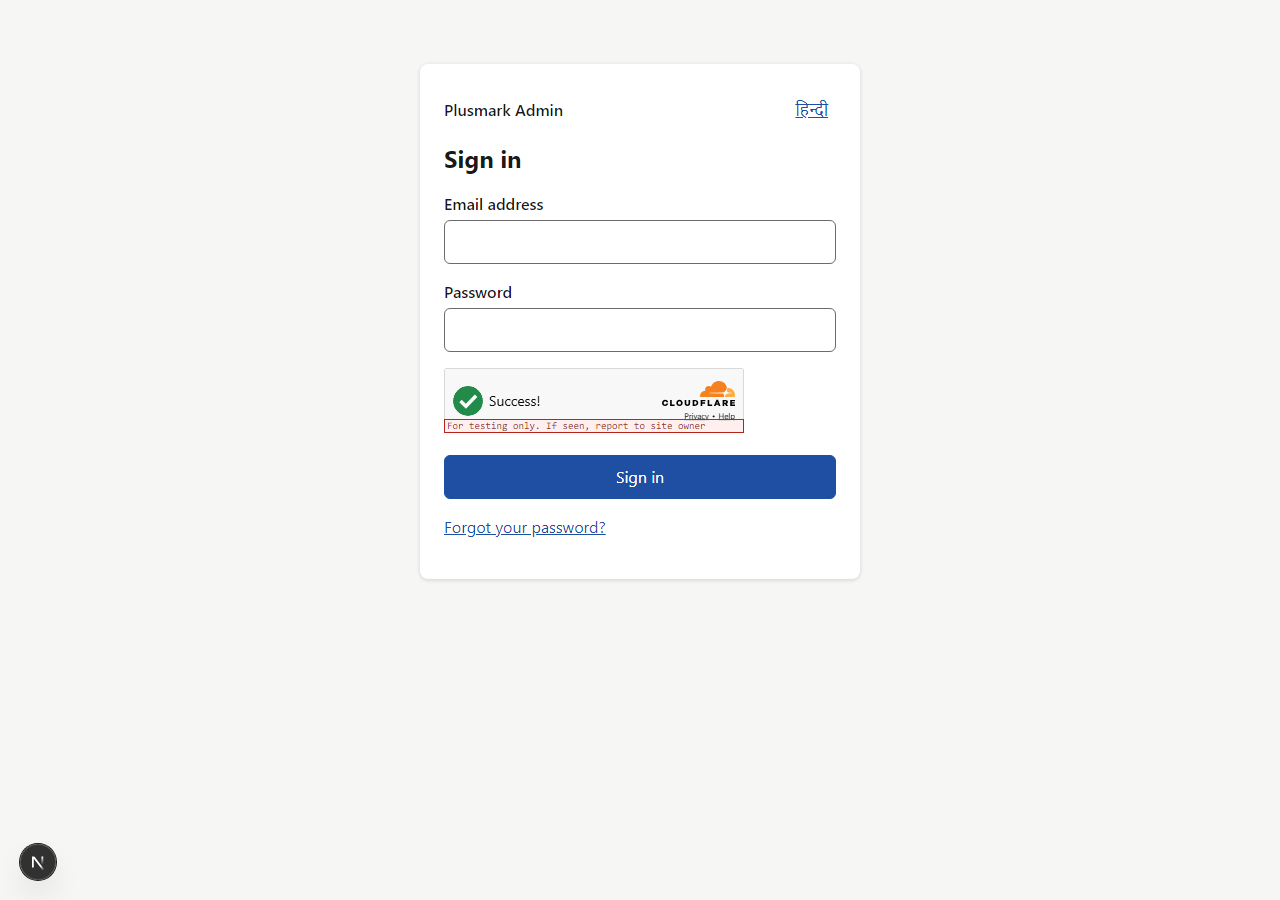 Plusmark Admin
हिन्दी
Sign in
Email address
Password
Success!
CLOUDFLARE
Privacy • Help
For testing only. If seen, report to site owner
Sign in
Forgot your password?
N